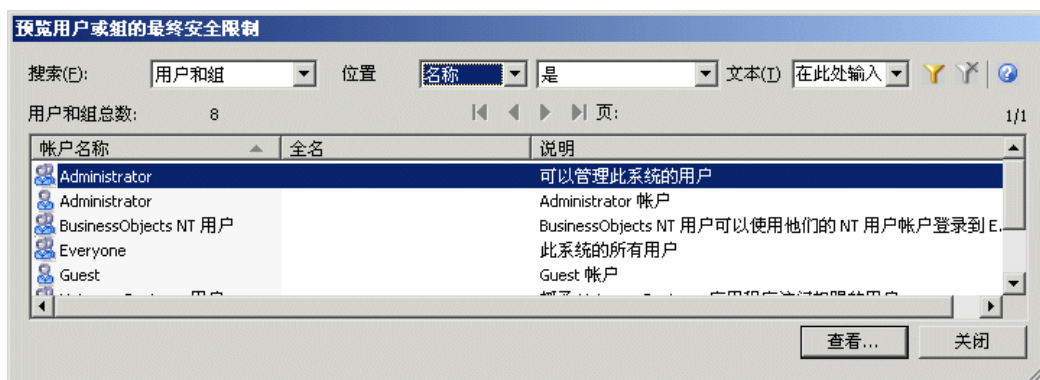 预览用户或组的最终安全限制
搜索(F): 用户和组 位置 名称 是 文本(T) 在此处输入
用户和组总数: 8 页: 1/1
帐户名称 全名 说明
Administrator 可以管理此系统的用户
Administrator Administrator 帐户
BusinessObjects NT 用户 BusinessObjects NT 用户可以使用他们的 NT 用户帐户登录到 E.
Everyone 此系统的所有用户
Guest Guest 帐户
查看... 关闭